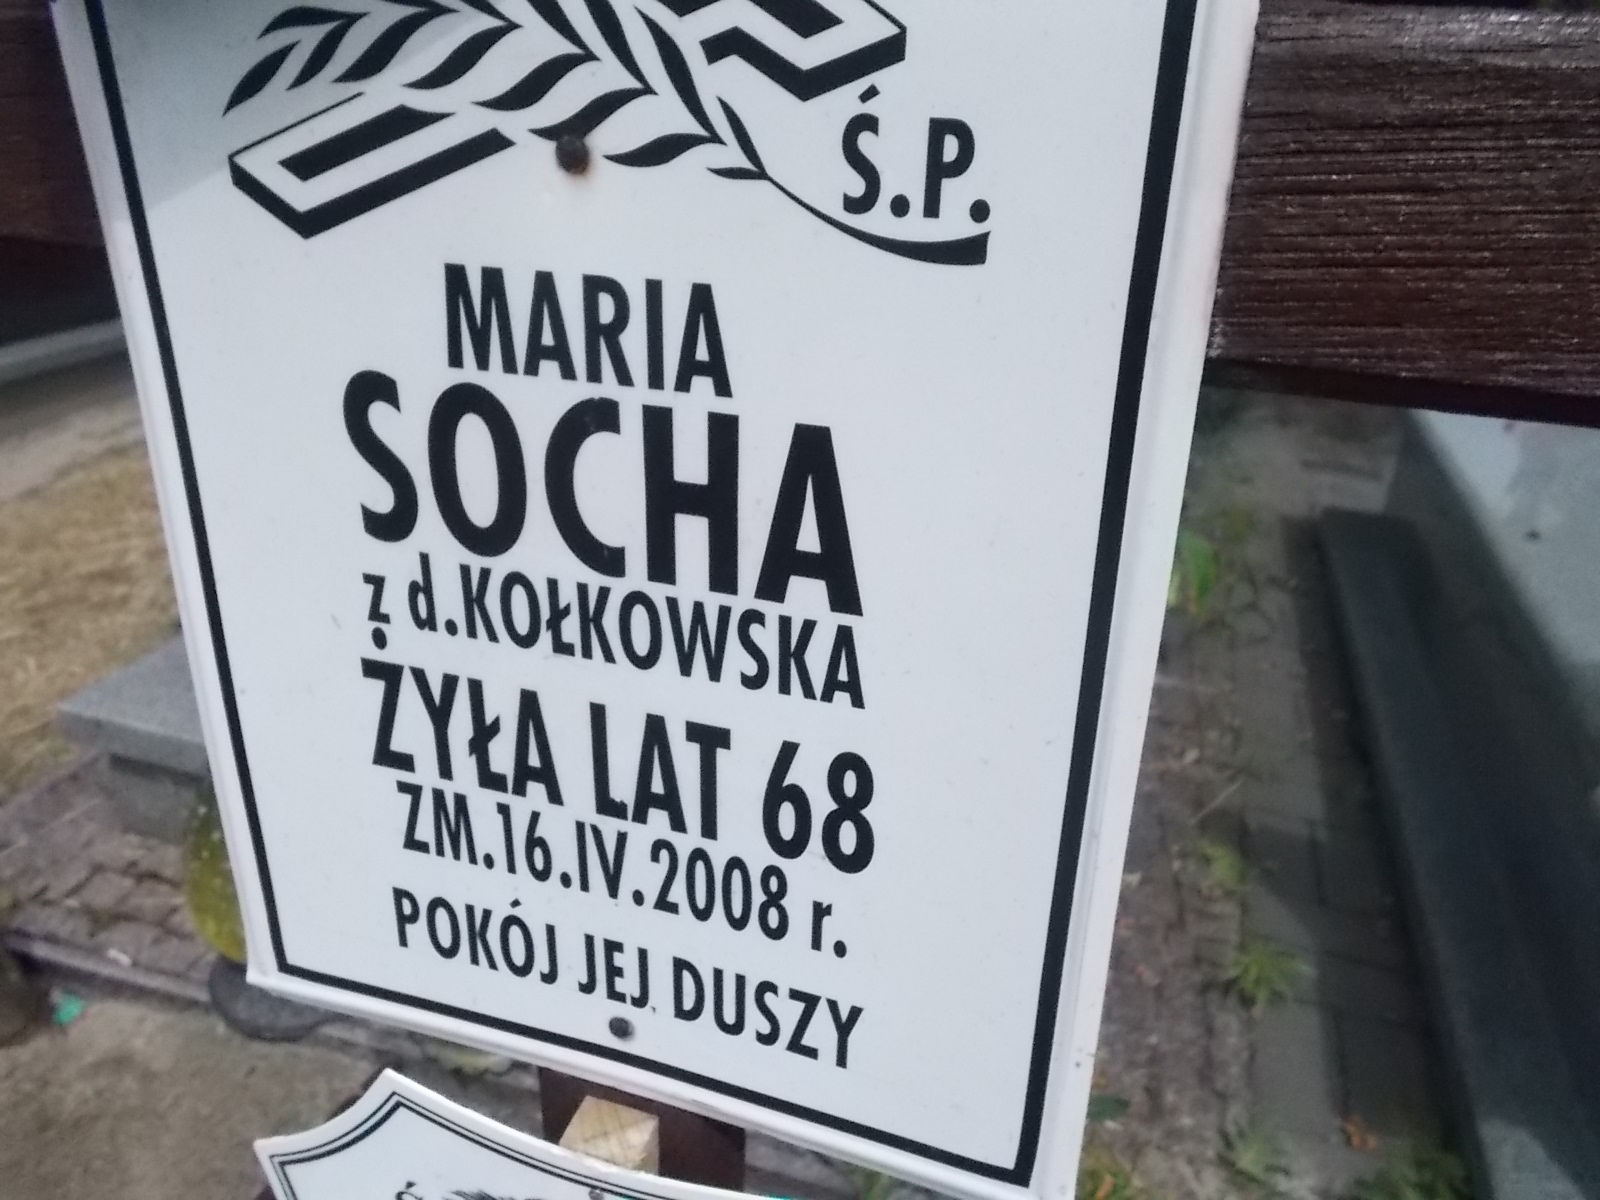 Ś.P.
MARIA
SOCHA
z d.KOŁKOWSKA
ŻYŁA LAT 68
ZM.16.IV.2008 r.
POKÓJ JEJ DUSZY